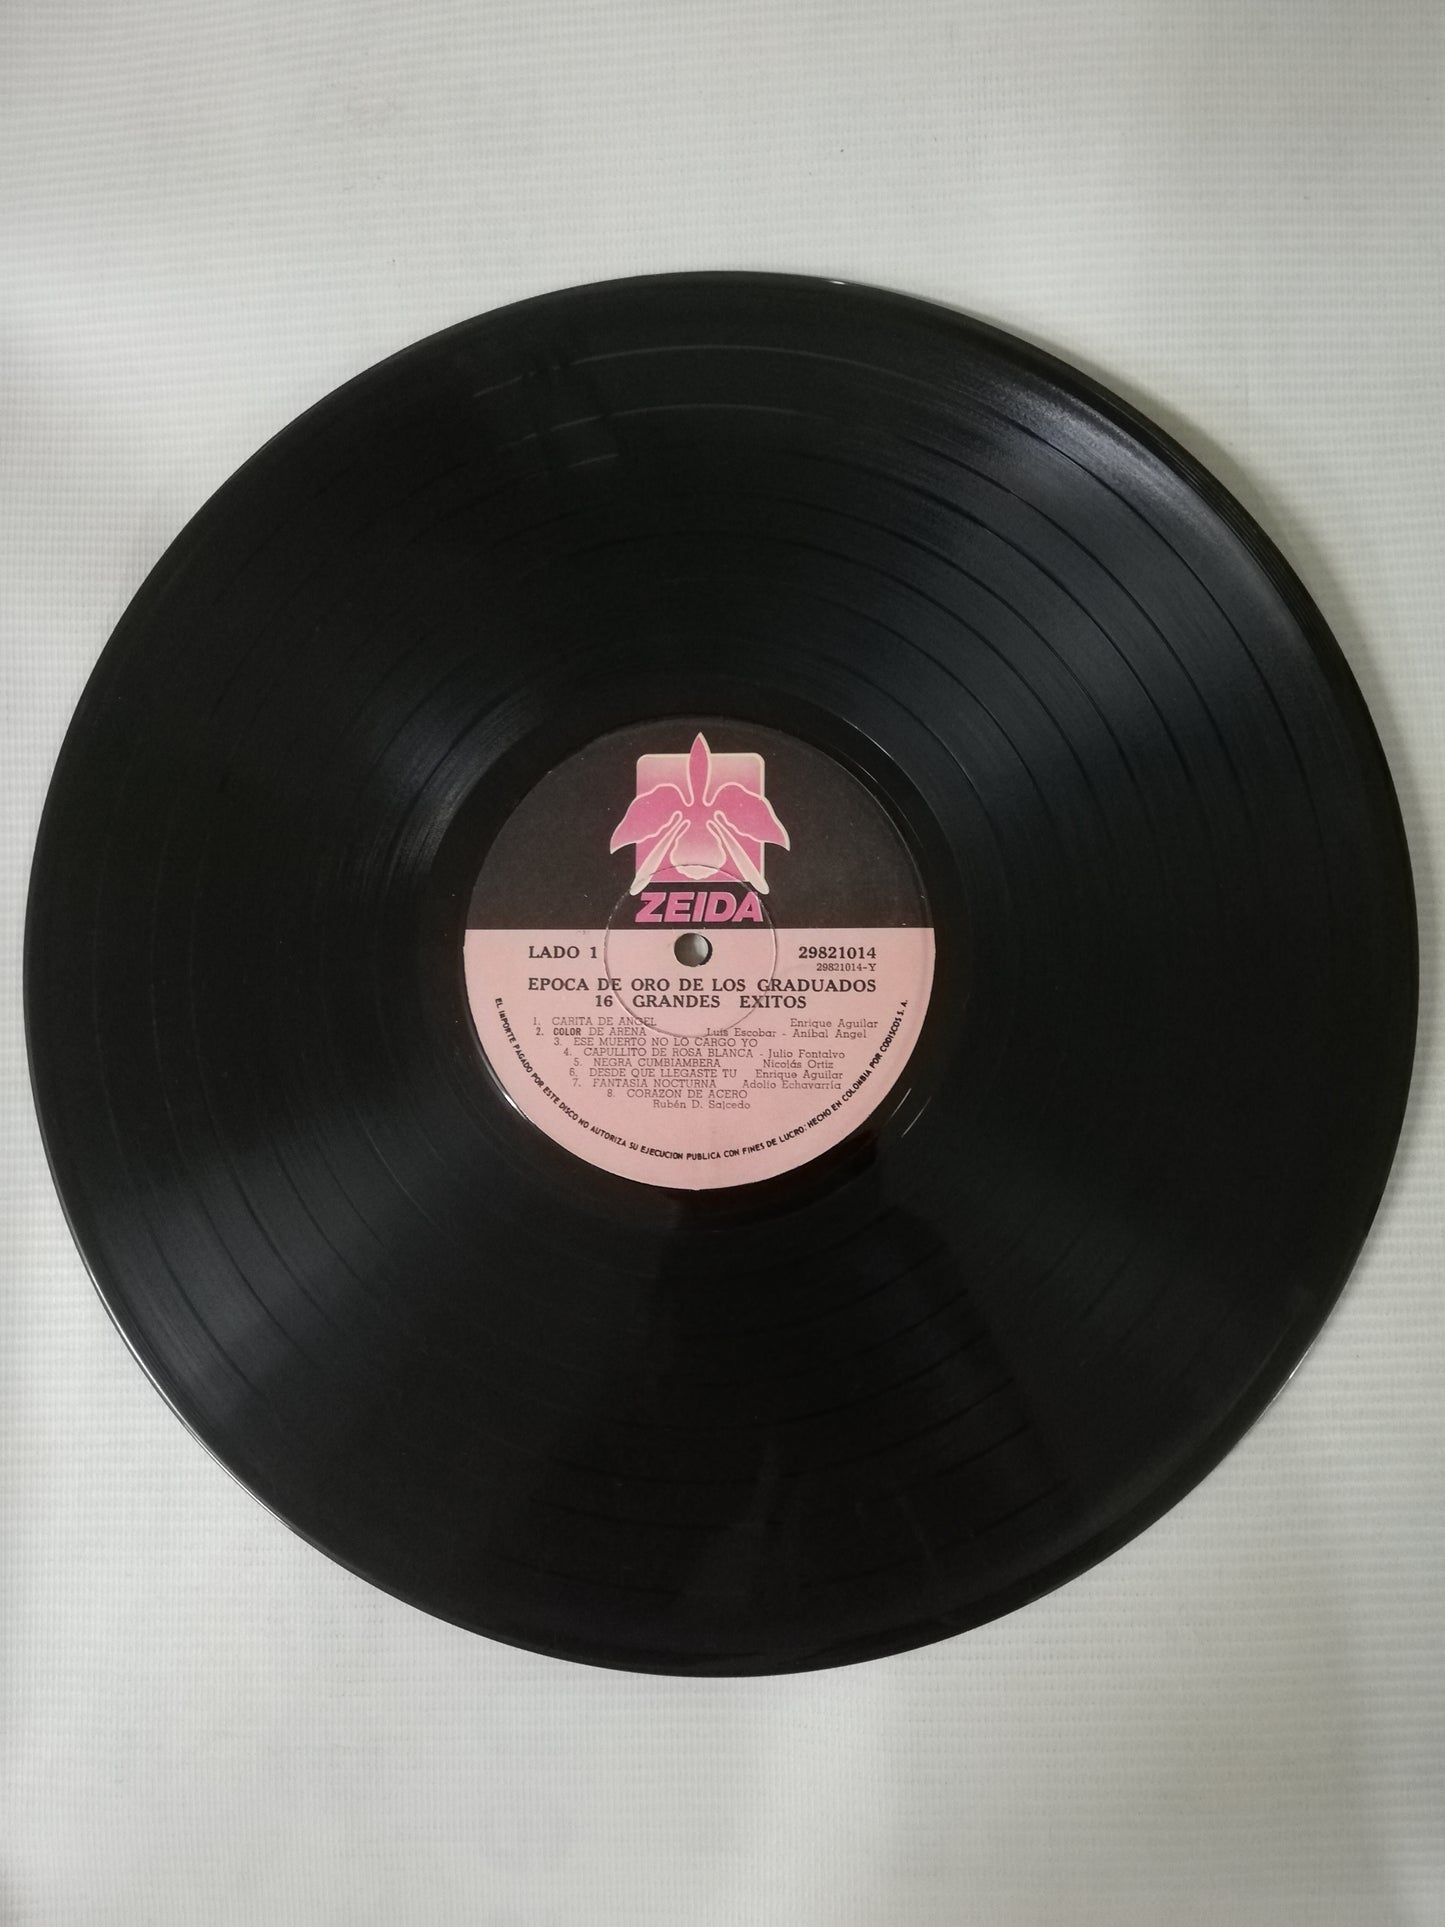 ZEIDA
LADO 1 29821014
29821014-Y
EPOCA DE ORO DE LOS GRADUADOS
16 GRANDES EXITOS
1. CARITA DE ANGEL Enrique Aguilar
2. COLOR DE ARENA Luis Escobar - Aníbal Angel
3. ESE MUERTO NO LO CARGO YO
4. CAPULLITO DE ROSA BLANCA - Julio Fontalvo
5. NEGRA CUMBIAMBERA Nicolás Ortiz
6. DESDE QUE LLEGASTE TU Enrique Aguilar
7. FANTASIA NOCTURNA Adolio Echavarría
8. CORAZON DE ACERO
Rubén D. Salcedo
EL IMPORTE PAGADO POR ESTE DISCO NO AUTORIZA SU EJECUCION PUBLICA CON FINES DE LUCRO: HECHO EN COLOMBIA POR CODISCOS S. A.